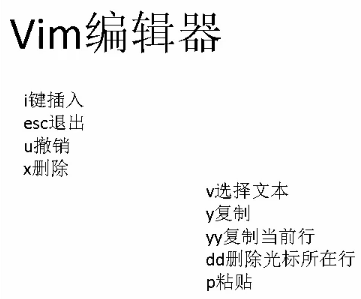 Vim编辑器
i键插入
esc退出
u撤销
x删除
v选择文本
y复制
yy复制当前行
dd删除光标所在行
p粘贴